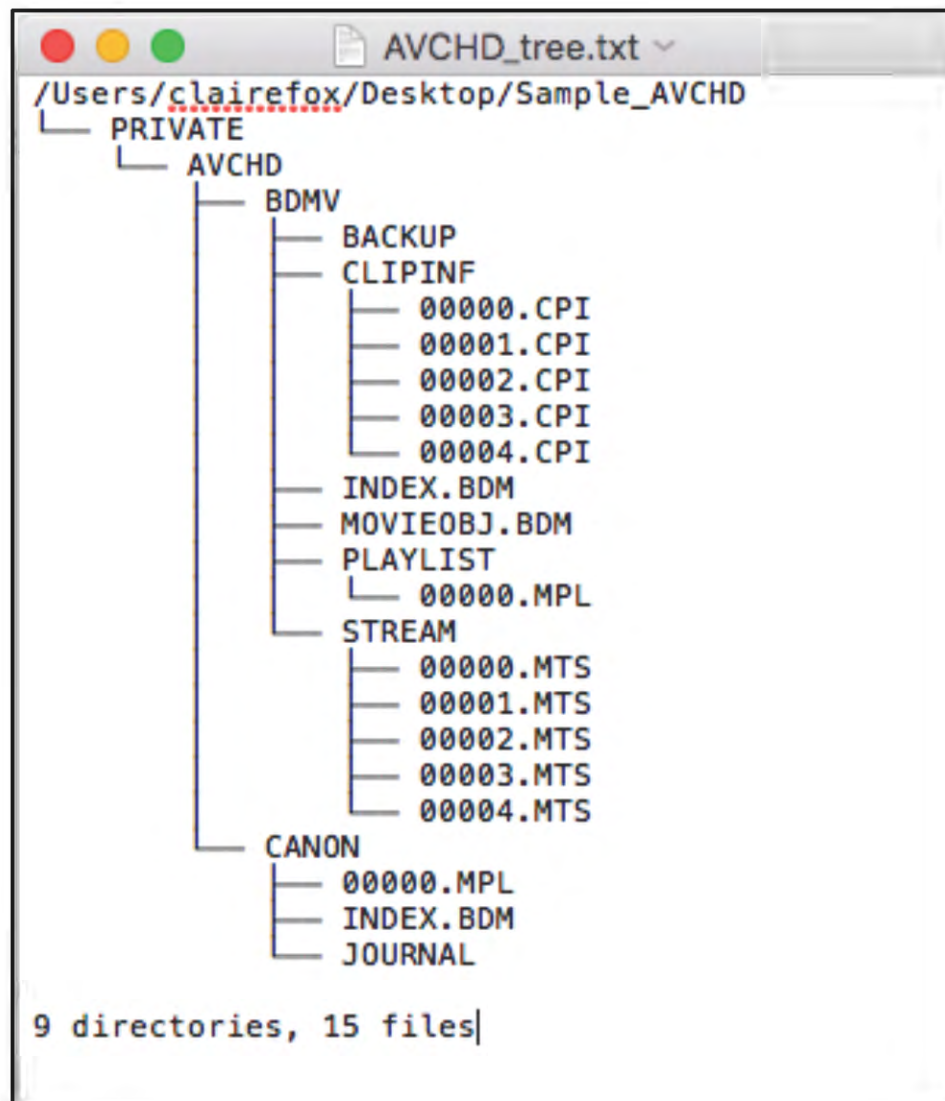 AVCHD_tree.txt
/Users/clairefox/Desktop/Sample_AVCHD
└── PRIVATE
    └── AVCHD
        ├── BDMV
        │   ├── BACKUP
        │   ├── CLIPINF
        │   │   ├── 00000.CPI
        │   │   ├── 00001.CPI
        │   │   ├── 00002.CPI
        │   │   ├── 00003.CPI
        │   │   └── 00004.CPI
        │   ├── INDEX.BDM
        │   ├── MOVIEOBJ.BDM
        │   ├── PLAYLIST
        │   │   └── 00000.MPL
        │   └── STREAM
        │       ├── 00000.MTS
        │       ├── 00001.MTS
        │       ├── 00002.MTS
        │       ├── 00003.MTS
        │       └── 00004.MTS
        └── CANON
            ├── 00000.MPL
            ├── INDEX.BDM
            └── JOURNAL
9 directories, 15 files